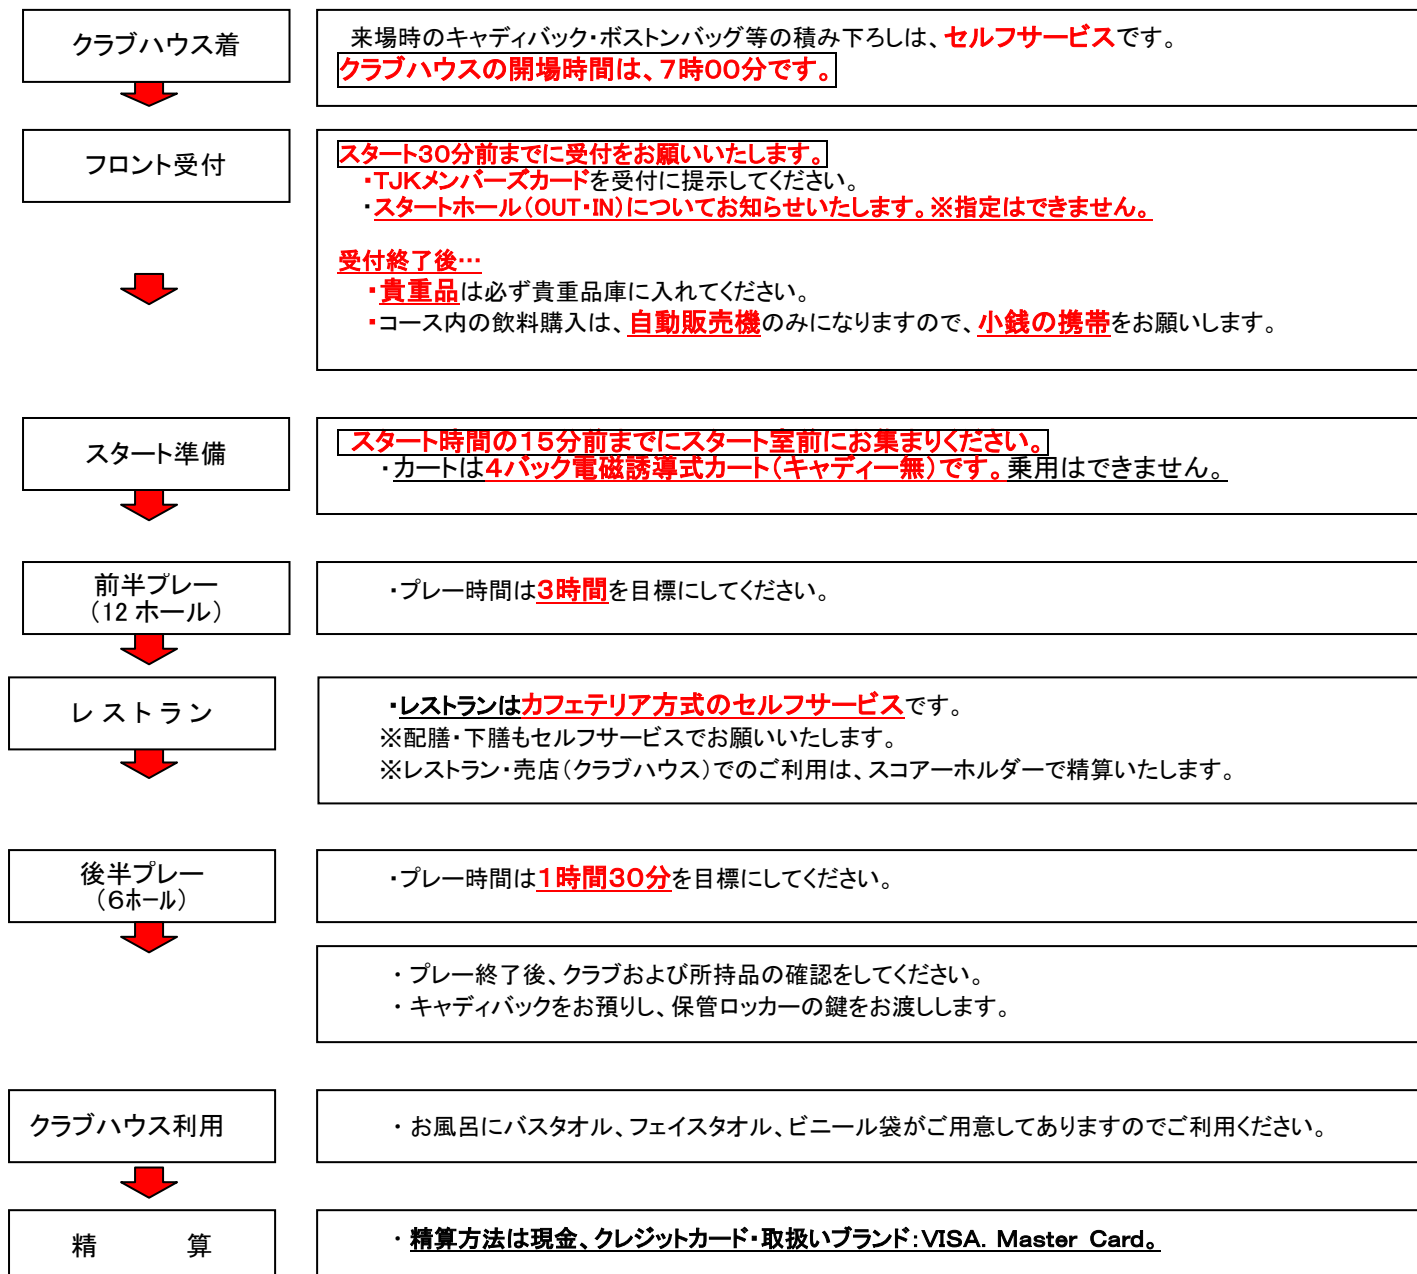 クラブハウス着
来場時のキャディバック・ボストンバッグ等の積み下ろしは、セルフサービスです。
クラブハウスの開場時間は、7時00分です。
フロント受付
スタート30分前までに受付をお願いいたします。
・TJKメンバーズカードを受付に提示してください。
・スタートホール(OUT・IN)についてお知らせいたします。※指定はできません。
受付終了後…
・貴重品は必ず貴重品庫に入れてください。
・コース内の飲料購入は、自動販売機のみになりますので、小銭の携帯をお願いします。
スタート準備
スタート時間の15分前までにスタート室前にお集まりください。
・カートは4バック電磁誘導式カート(キャディー無)です。乗用はできません。
前半プレー
(12ホール)
・プレー時間は3時間を目標にしてください。
レストラン
・レストランはカフェテリア方式のセルフサービスです。
※配膳・下膳もセルフサービスでお願いいたします。
※レストラン・売店(クラブハウス)でのご利用は、スコアーホルダーで精算いたします。
後半プレー
(6ホール)
・プレー時間は1時間30分を目標にしてください。
・プレー終了後、クラブおよび所持品の確認をしてください。
・キャディバックをお預りし、保管ロッカーの鍵をお渡しします。
クラブハウス利用
・お風呂にバスタオル、フェイスタオル、ビニール袋がご用意してありますのでご利用ください。
精　　算
・精算方法は現金、クレジットカード・取扱いブランド:VISA. Master Card。